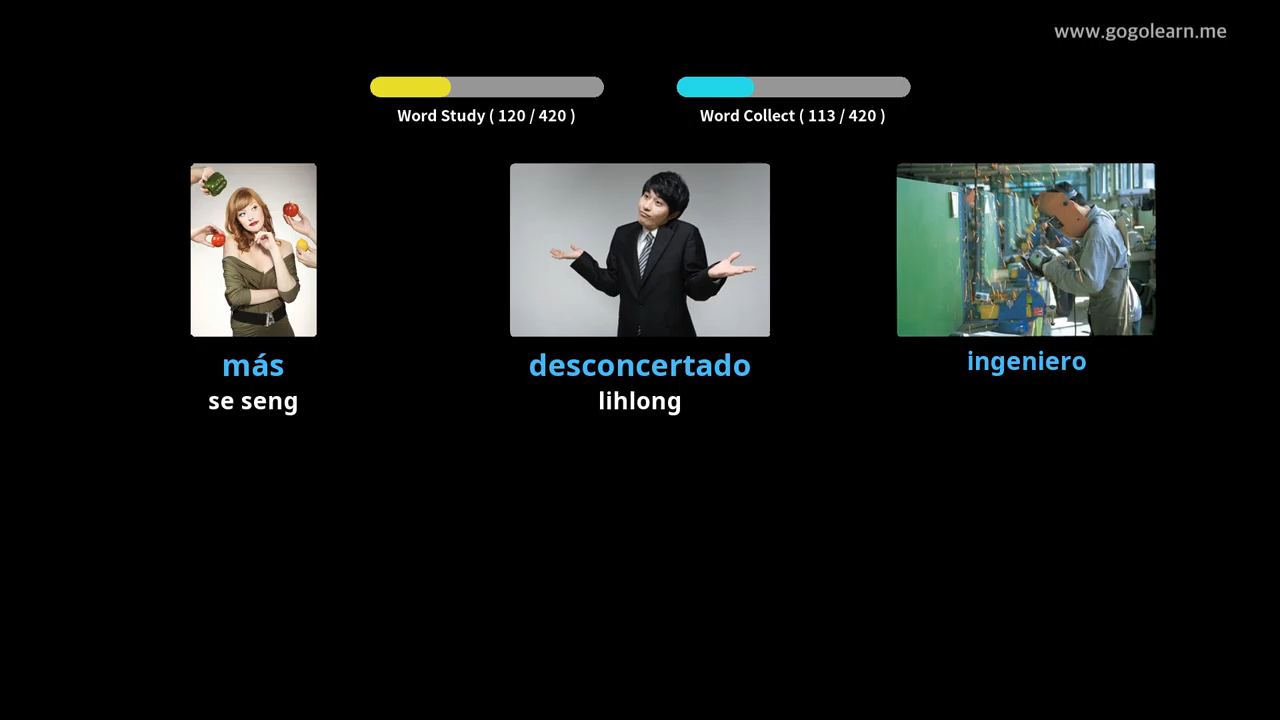 www.gogolearn.me
Word Study ( 120 / 420 )
Word Collect ( 113 / 420 )
más
se seng
desconcertado
lihlong
ingeniero